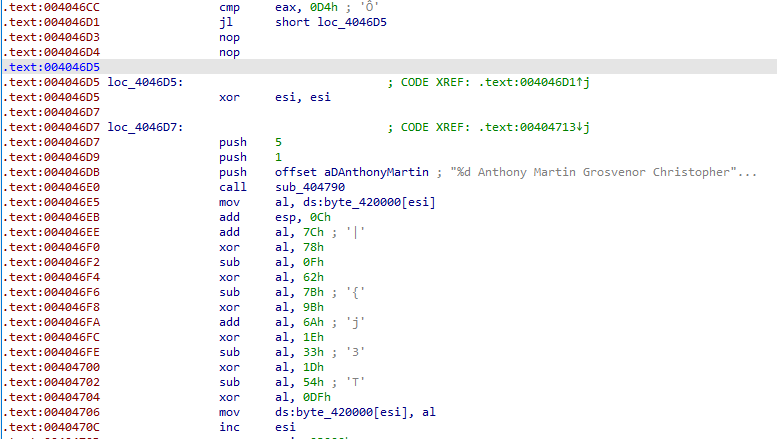 .text:004046CC cmp eax, 0D4h ; 'Ô'
.text:004046D1 jl short loc_4046D5
.text:004046D3 nop
.text:004046D4 nop
.text:004046D5
.text:004046D5 loc_4046D5: ; CODE XREF: .text:004046D1↑j
.text:004046D5 xor esi, esi
.text:004046D7
.text:004046D7 loc_4046D7: ; CODE XREF: .text:00404713↓j
.text:004046D7 push 5
.text:004046D9 push 1
.text:004046DB push offset aDAnthonyMartin ; "%d Anthony Martin Grosvenor Christopher"...
.text:004046E0 call sub_404790
.text:004046E5 mov al, ds:byte_420000[esi]
.text:004046EB add esp, 0Ch
.text:004046EE add al, 7Ch ; '|'
.text:004046F0 xor al, 78h
.text:004046F2 sub al, 0Fh
.text:004046F4 xor al, 62h
.text:004046F6 sub al, 7Bh ; '{'
.text:004046F8 xor al, 9Bh
.text:004046FA add al, 6Ah ; 'j'
.text:004046FC xor al, 1Eh
.text:004046FE sub al, 33h ; '3'
.text:00404700 xor al, 1Dh
.text:00404702 sub al, 54h ; 'T'
.text:00404704 xor al, 0DFh
.text:00404706 mov ds:byte_420000[esi], al
.text:0040470C inc esi